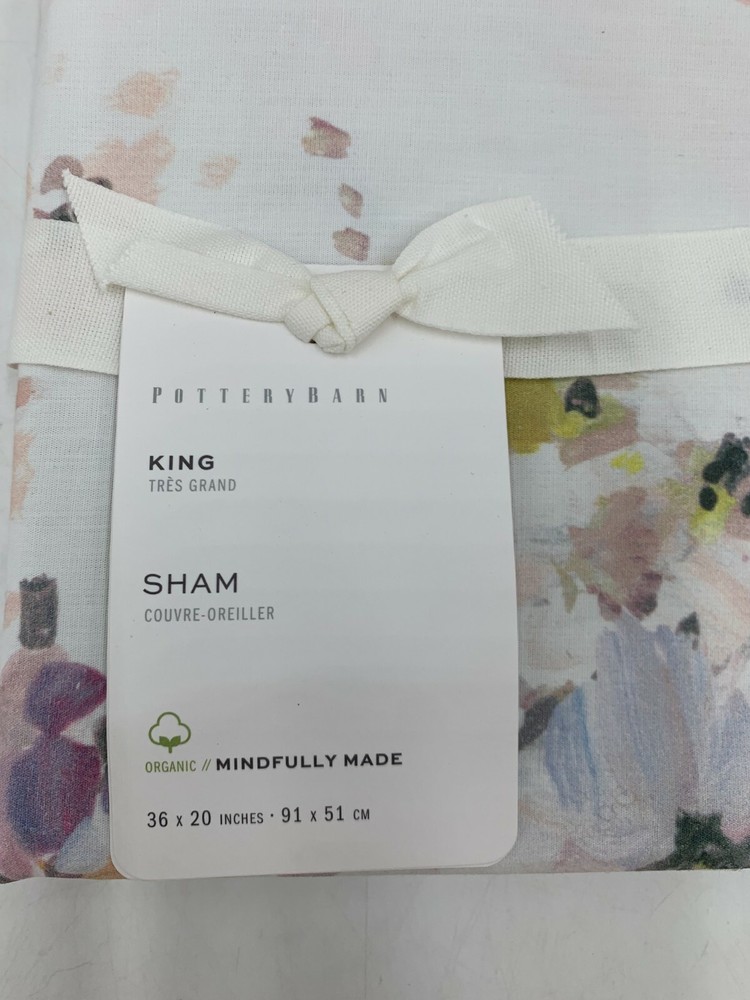 POTTERYBARN
KING
TRÈS GRAND
SHAM
COUVRE-OREILLER
ORGANIC // MINDFULLY MADE
36 x 20 INCHES · 91 x 51 CM